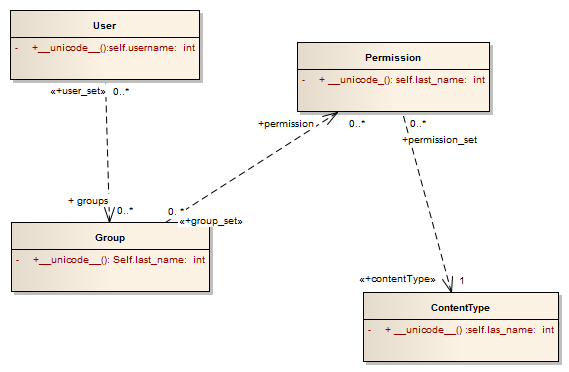 User
- +__unicode__():self.username: int
«+user_set» 0..*
Permission
- + __unicode_(): self.last_name: int
+permission 0..* 0..*
+permission_set
+ groups 0..*
0. .*
«+group_set»
Group
- +__unicode__(): Self.last_name: int
«+contentType» 1
ContentType
- + __unicode__() :self.las_name: int